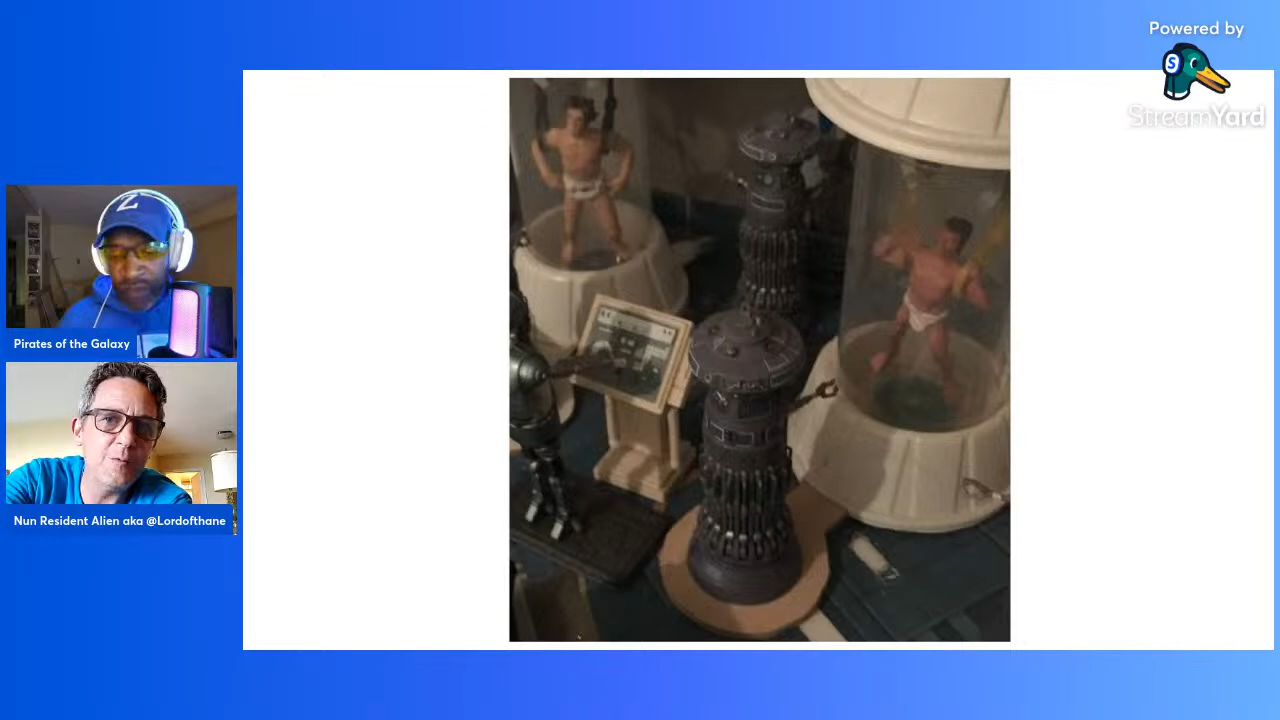 Powered by
S
StreamYard
Z
Pirates of the Galaxy
Nun Resident Alien aka @Lordofthane